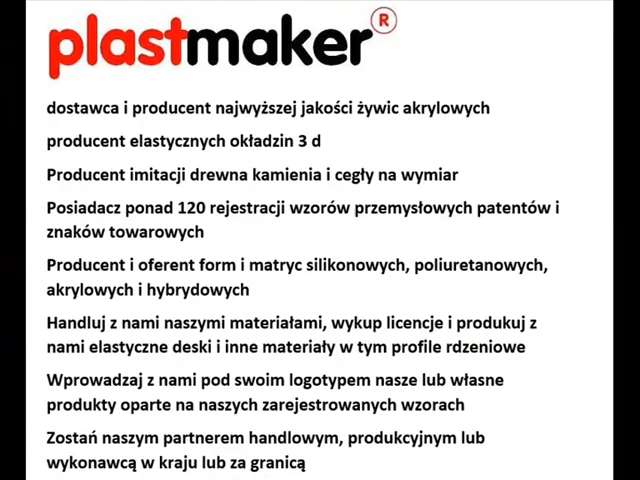 plastmaker®
dostawca i producent najwyższej jakości żywic akrylowych
producent elastycznych okładzin 3 d
Producent imitacji drewna kamienia i cegły na wymiar
Posiadacz ponad 120 rejestracji wzorów przemysłowych patentów i
znaków towarowych
Producent i oferent form i matryc silikonowych, poliuretanowych,
akrylowych i hybrydowych
Handluj z nami naszymi materiałami, wykup licencje i produkuj z
nami elastyczne deski i inne materiały w tym profile rdzeniowe
Wprowadzaj z nami pod swoim logotypem nasze lub własne
produkty oparte na naszych zarejestrowanych wzorach
Zostań naszym partnerem handlowym, produkcyjnym lub
wykonawcą w kraju lub za granicą